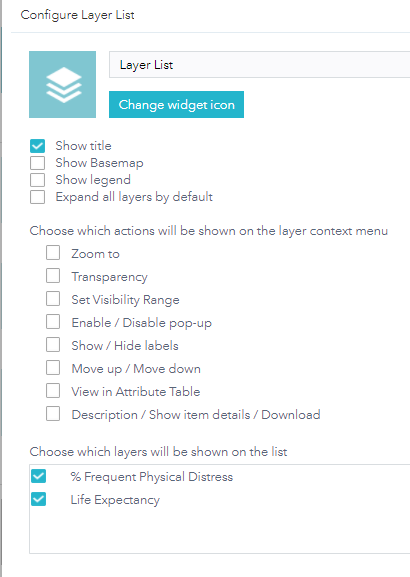 Configure Layer List
Layer List
Change widget icon
Show title
Show Basemap
Show legend
Expand all layers by default
Choose which actions will be shown on the layer context menu
Zoom to
Transparency
Set Visibility Range
Enable / Disable pop-up
Show / Hide labels
Move up / Move down
View in Attribute Table
Description / Show item details / Download
Choose which layers will be shown on the list
% Frequent Physical Distress
Life Expectancy